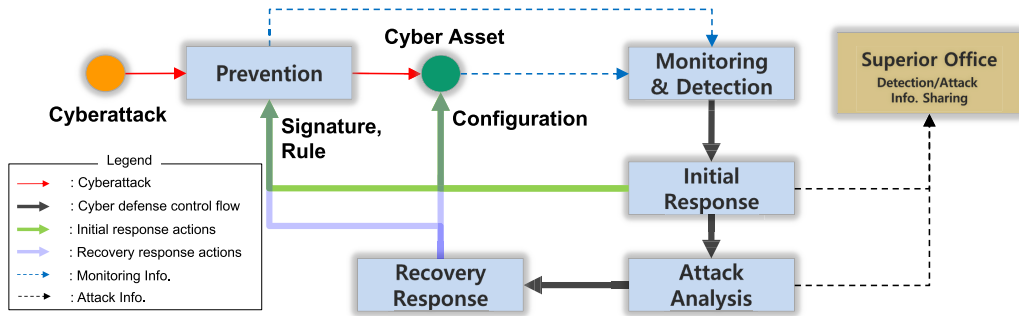 Cyber Asset
Prevention
Monitoring
& Detection
Superior Office
Detection/Attack
Info. Sharing
Cyberattack
Signature,
Rule
Configuration
Legend
: Cyberattack
: Cyber defense control flow
: Initial response actions
: Recovery response actions
: Monitoring Info.
: Attack Info.
Initial
Response
Recovery
Response
Attack
Analysis